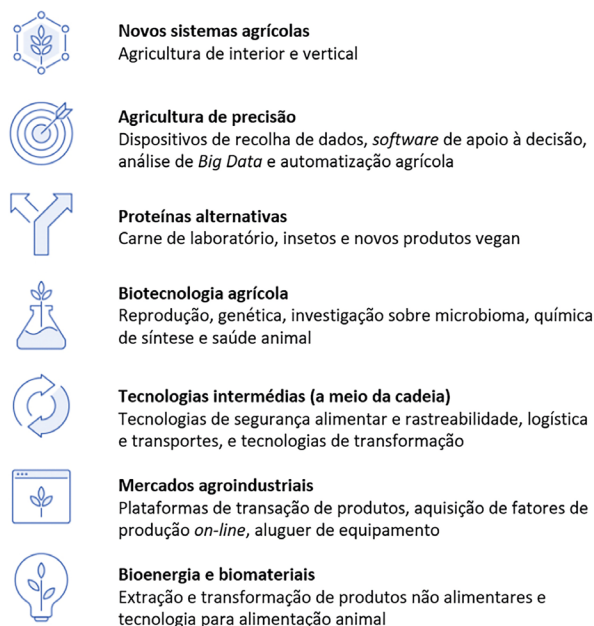 Novos sistemas agrícolas
Agricultura de interior e vertical
Agricultura de precisão
Dispositivos de recolha de dados, software de apoio à decisão,
análise de Big Data e automatização agrícola
Proteínas alternativas
Carne de laboratório, insetos e novos produtos vegan
Biotecnologia agrícola
Reprodução, genética, investigação sobre microbioma, química
de síntese e saúde animal
Tecnologias intermédias (a meio da cadeia)
Tecnologias de segurança alimentar e rastreabilidade, logística
e transportes, e tecnologias de transformação
Mercados agroindustriais
Plataformas de transação de produtos, aquisição de fatores de
produção on-line, aluguer de equipamento
Bioenergia e biomateriais
Extração e transformação de produtos não alimentares e
tecnologia para alimentação animal